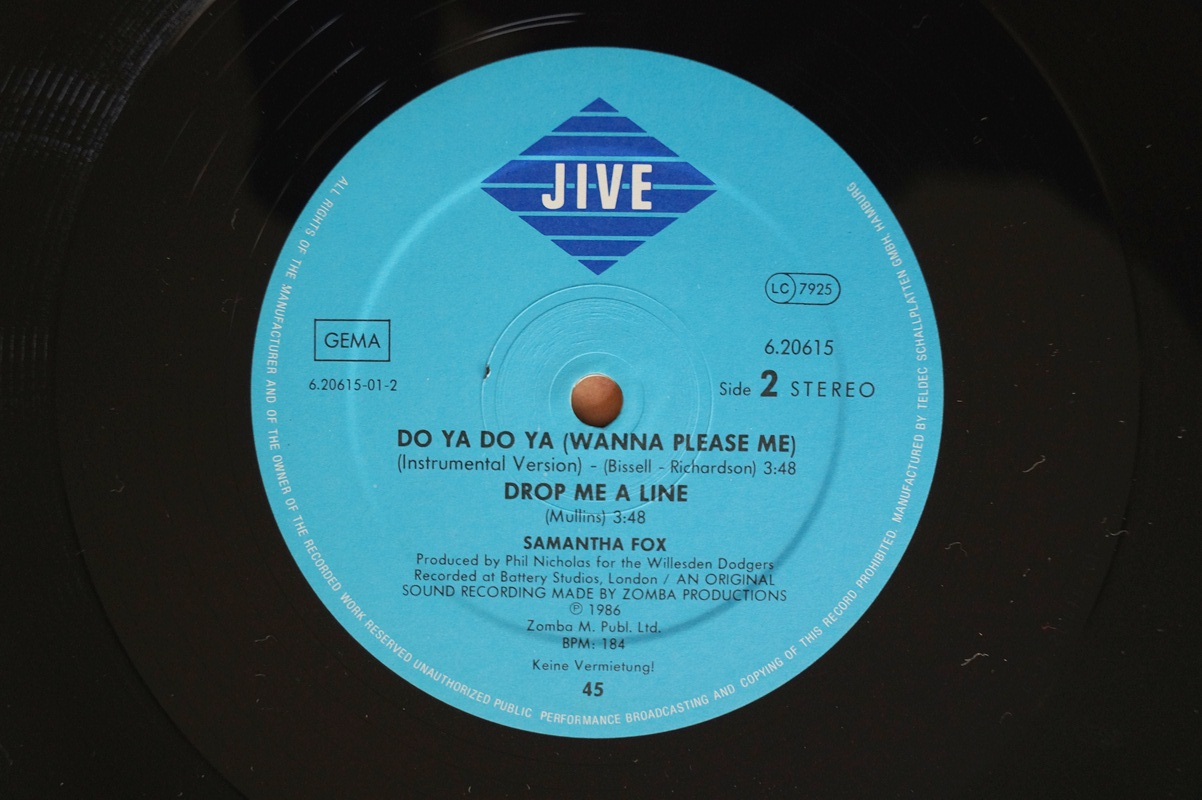 JIVE
LC 7925
GEMA
6.20615
6.20615-01-2
Side 2 STEREO
DO YA DO YA (WANNA PLEASE ME)
(Instrumental Version) - (Bissell - Richardson) 3:48
DROP ME A LINE
(Mullins) 3:48
SAMANTHA FOX
Produced by Phil Nicholas for the Willesden Dodgers
Recorded at Battery Studios, London / AN ORIGINAL
SOUND RECORDING MADE BY ZOMBA PRODUCTIONS
℗ 1986
Zomba M. Publ. Ltd.
BPM: 184
Keine Vermietung!
45
ALL RIGHTS OF THE MANUFACTURER AND OF THE OWNER OF THE RECORDED WORK RESERVED UNAUTHORIZED PUBLIC PERFORMANCE BROADCASTING AND COPYING OF THIS RECORD PROHIBITED. MANUFACTURED BY TELDEC SCHALLPLATTEN GMBH, HAMBURG